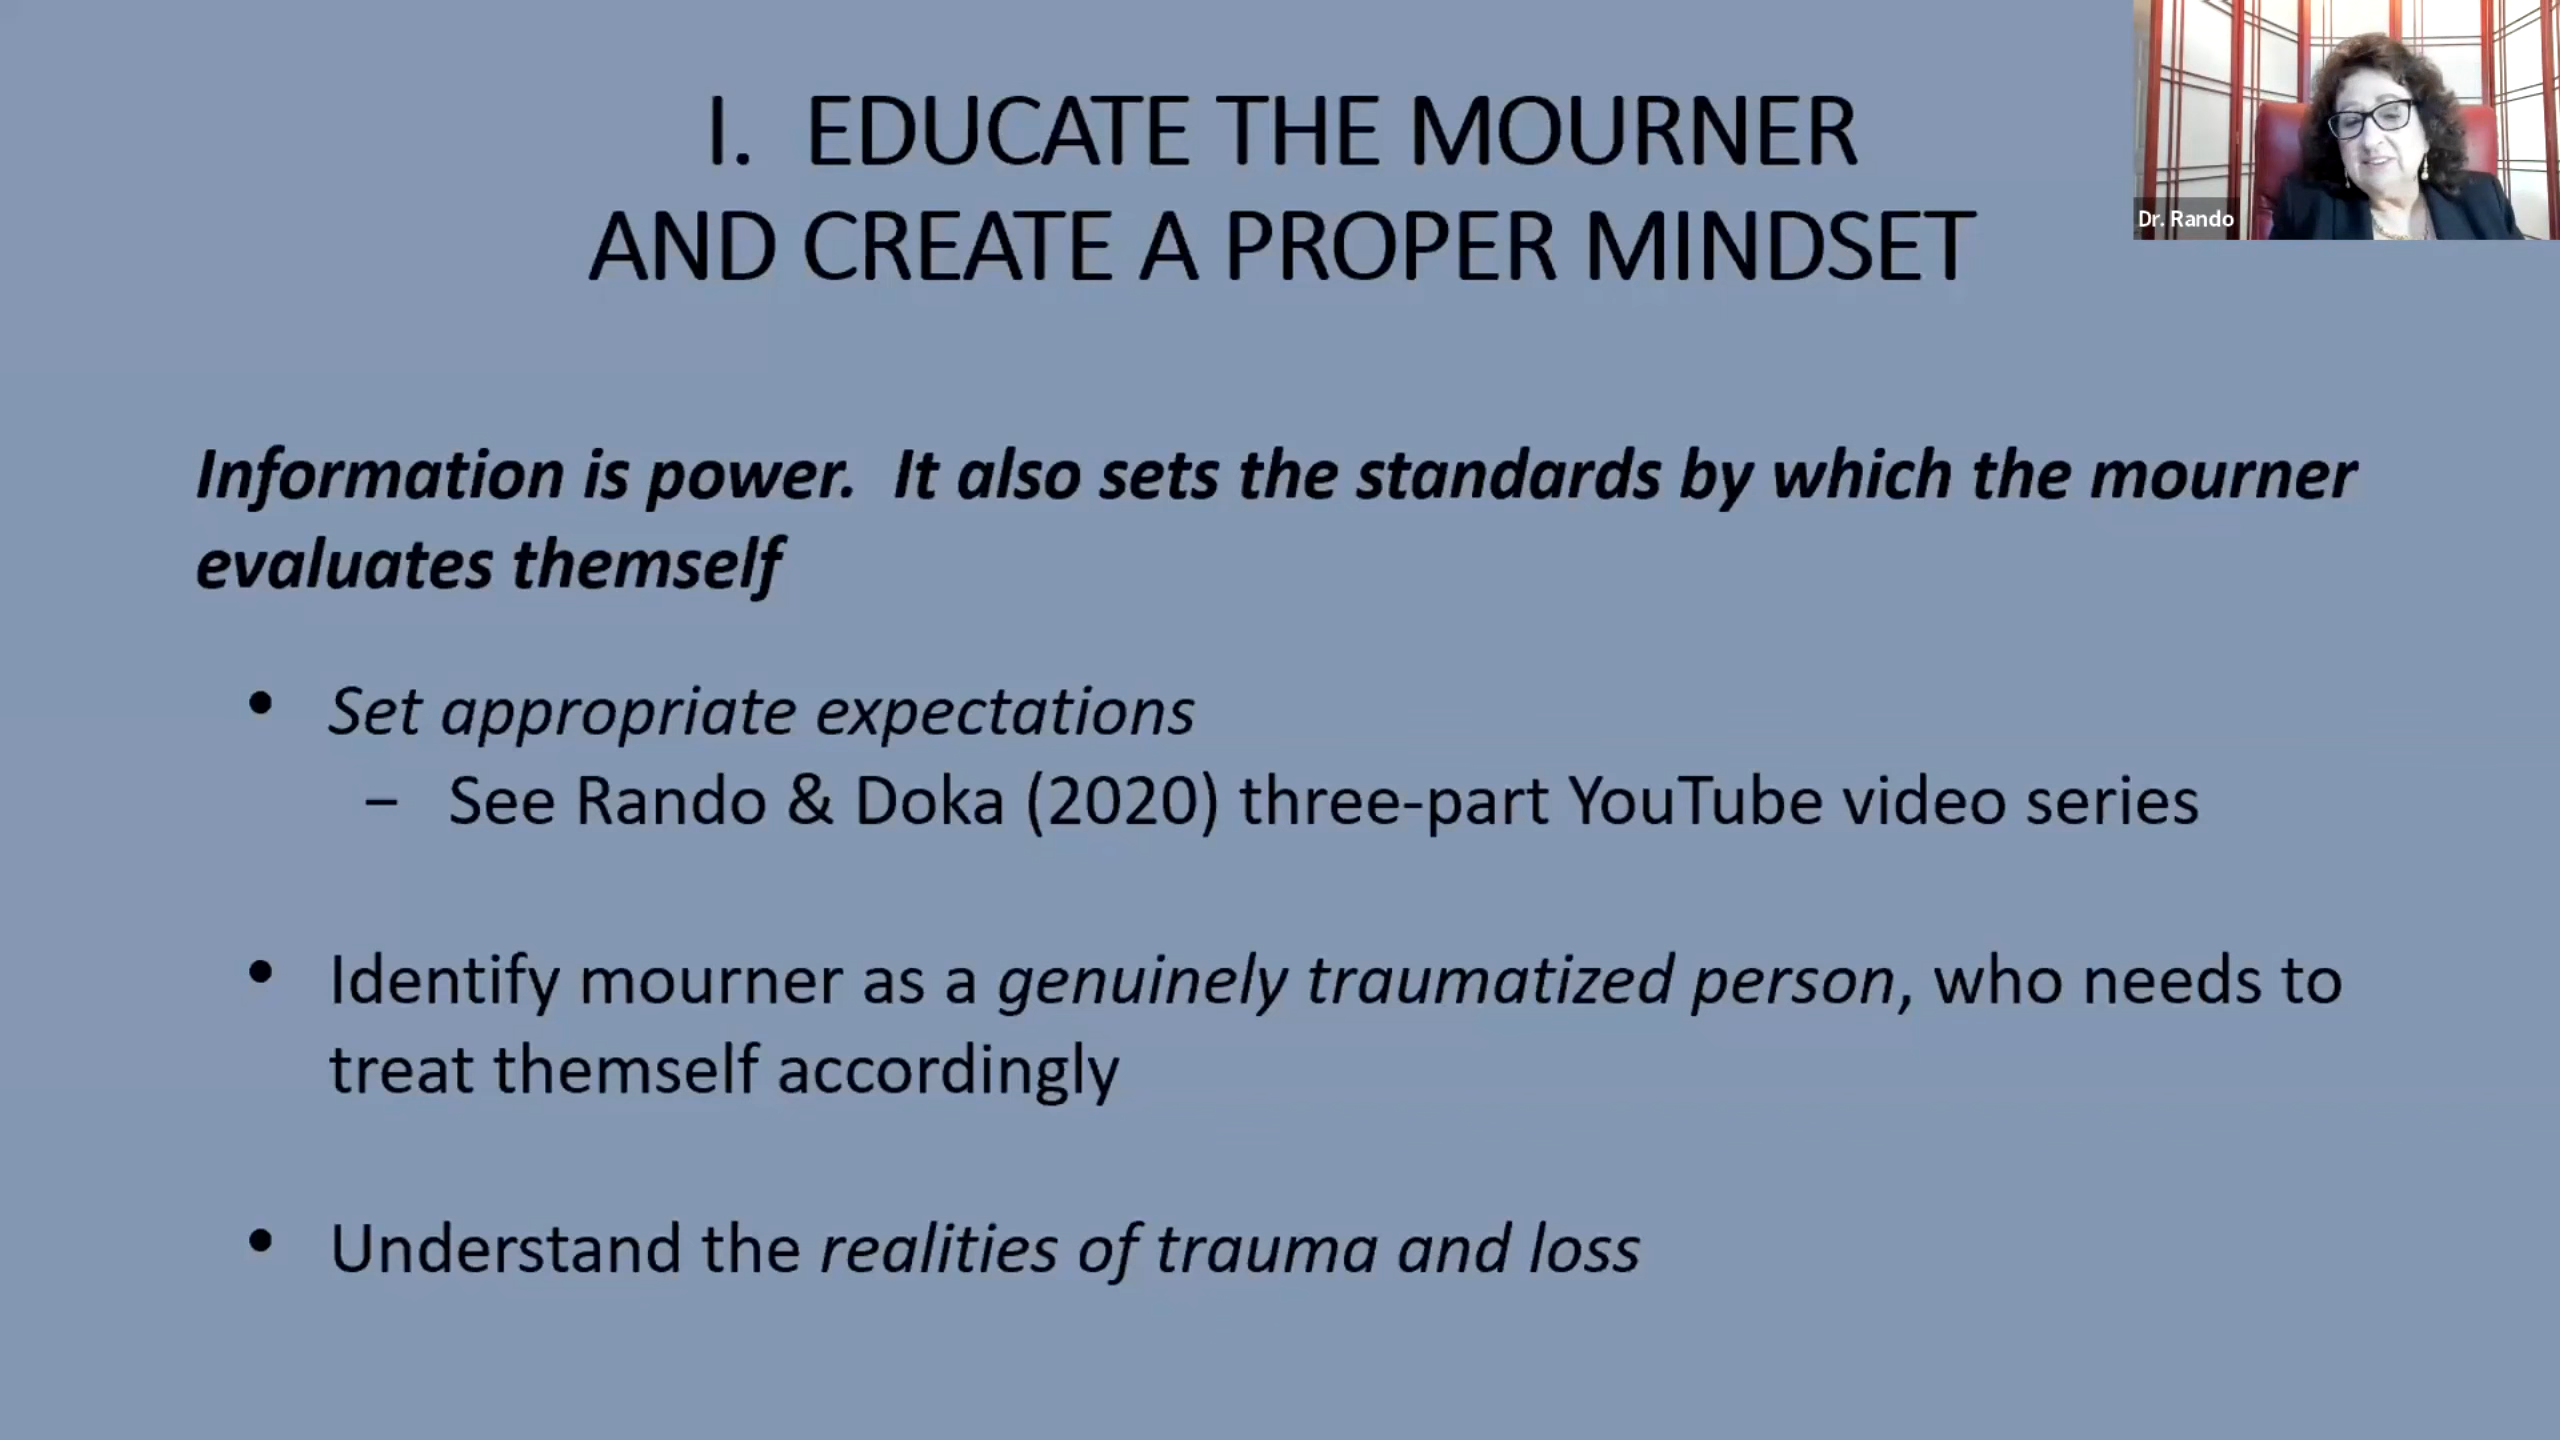 I. EDUCATE THE MOURNER
AND CREATE A PROPER MINDSET
Dr. Rando
Information is power. It also sets the standards by which the mourner
evaluates themself
• Set appropriate expectations
– See Rando & Doka (2020) three-part YouTube video series
• Identify mourner as a genuinely traumatized person, who needs to
treat themself accordingly
• Understand the realities of trauma and loss